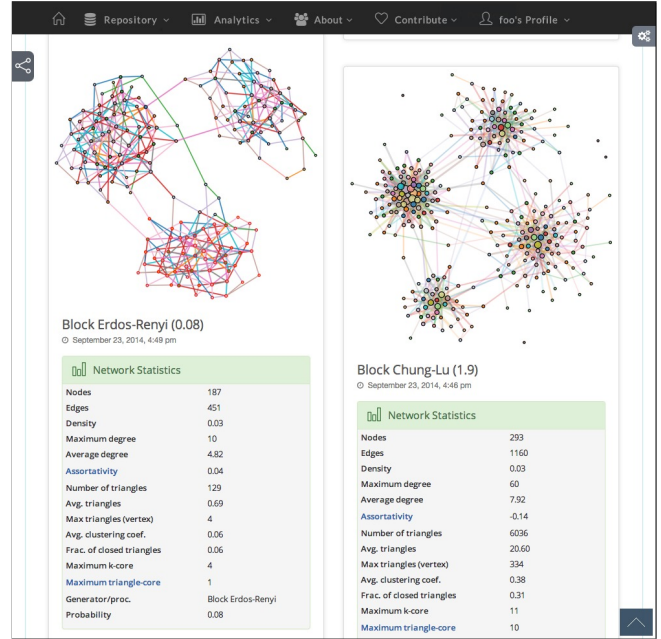 Repository Analytics About Contribute foo's Profile
Block Erdos-Renyi (0.08)
September 23, 2014, 4:49 pm
Network Statistics
Nodes 187
Edges 451
Density 0.03
Maximum degree 10
Average degree 4.82
Assortativity 0.04
Number of triangles 129
Avg. triangles 0.69
Max triangles (vertex) 4
Avg. clustering coef. 0.06
Frac. of closed triangles 0.06
Maximum k-core 4
Maximum triangle-core 1
Generator/proc. Block Erdos-Renyi
Probability 0.08
Block Chung-Lu (1.9)
September 23, 2014, 4:46 pm
Network Statistics
Nodes 293
Edges 1160
Density 0.03
Maximum degree 60
Average degree 7.92
Assortativity -0.14
Number of triangles 6036
Avg. triangles 20.60
Max triangles (vertex) 334
Avg. clustering coef. 0.38
Frac. of closed triangles 0.31
Maximum k-core 11
Maximum triangle-core 10